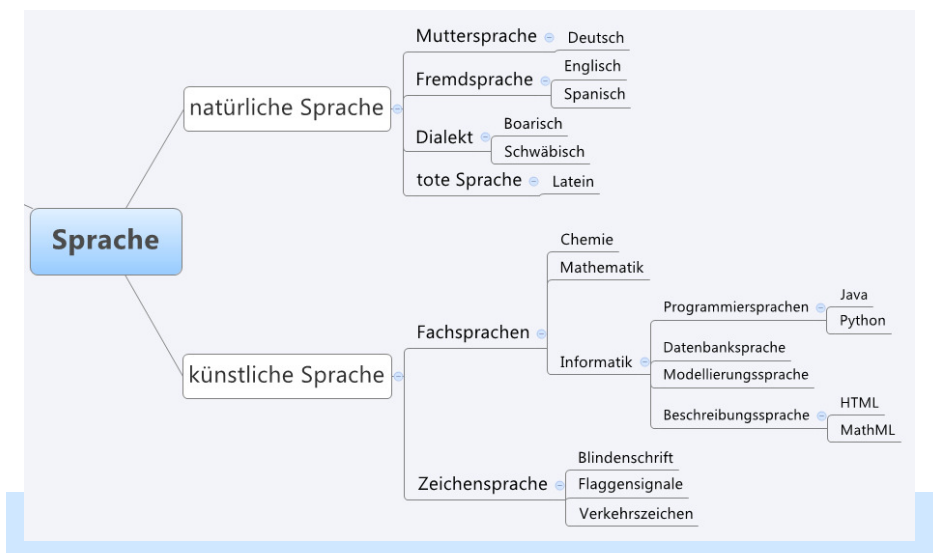 Sprache
natürliche Sprache
Muttersprache
Deutsch
Fremdsprache
Englisch
Spanisch
Dialekt
Boarisch
Schwäbisch
tote Sprache
Latein
künstliche Sprache
Fachsprachen
Chemie
Mathematik
Informatik
Programmiersprachen
Java
Python
Datenbanksprache
Modellierungssprache
Beschreibungssprache
HTML
MathML
Zeichensprache
Blindenschrift
Flaggensignale
Verkehrszeichen